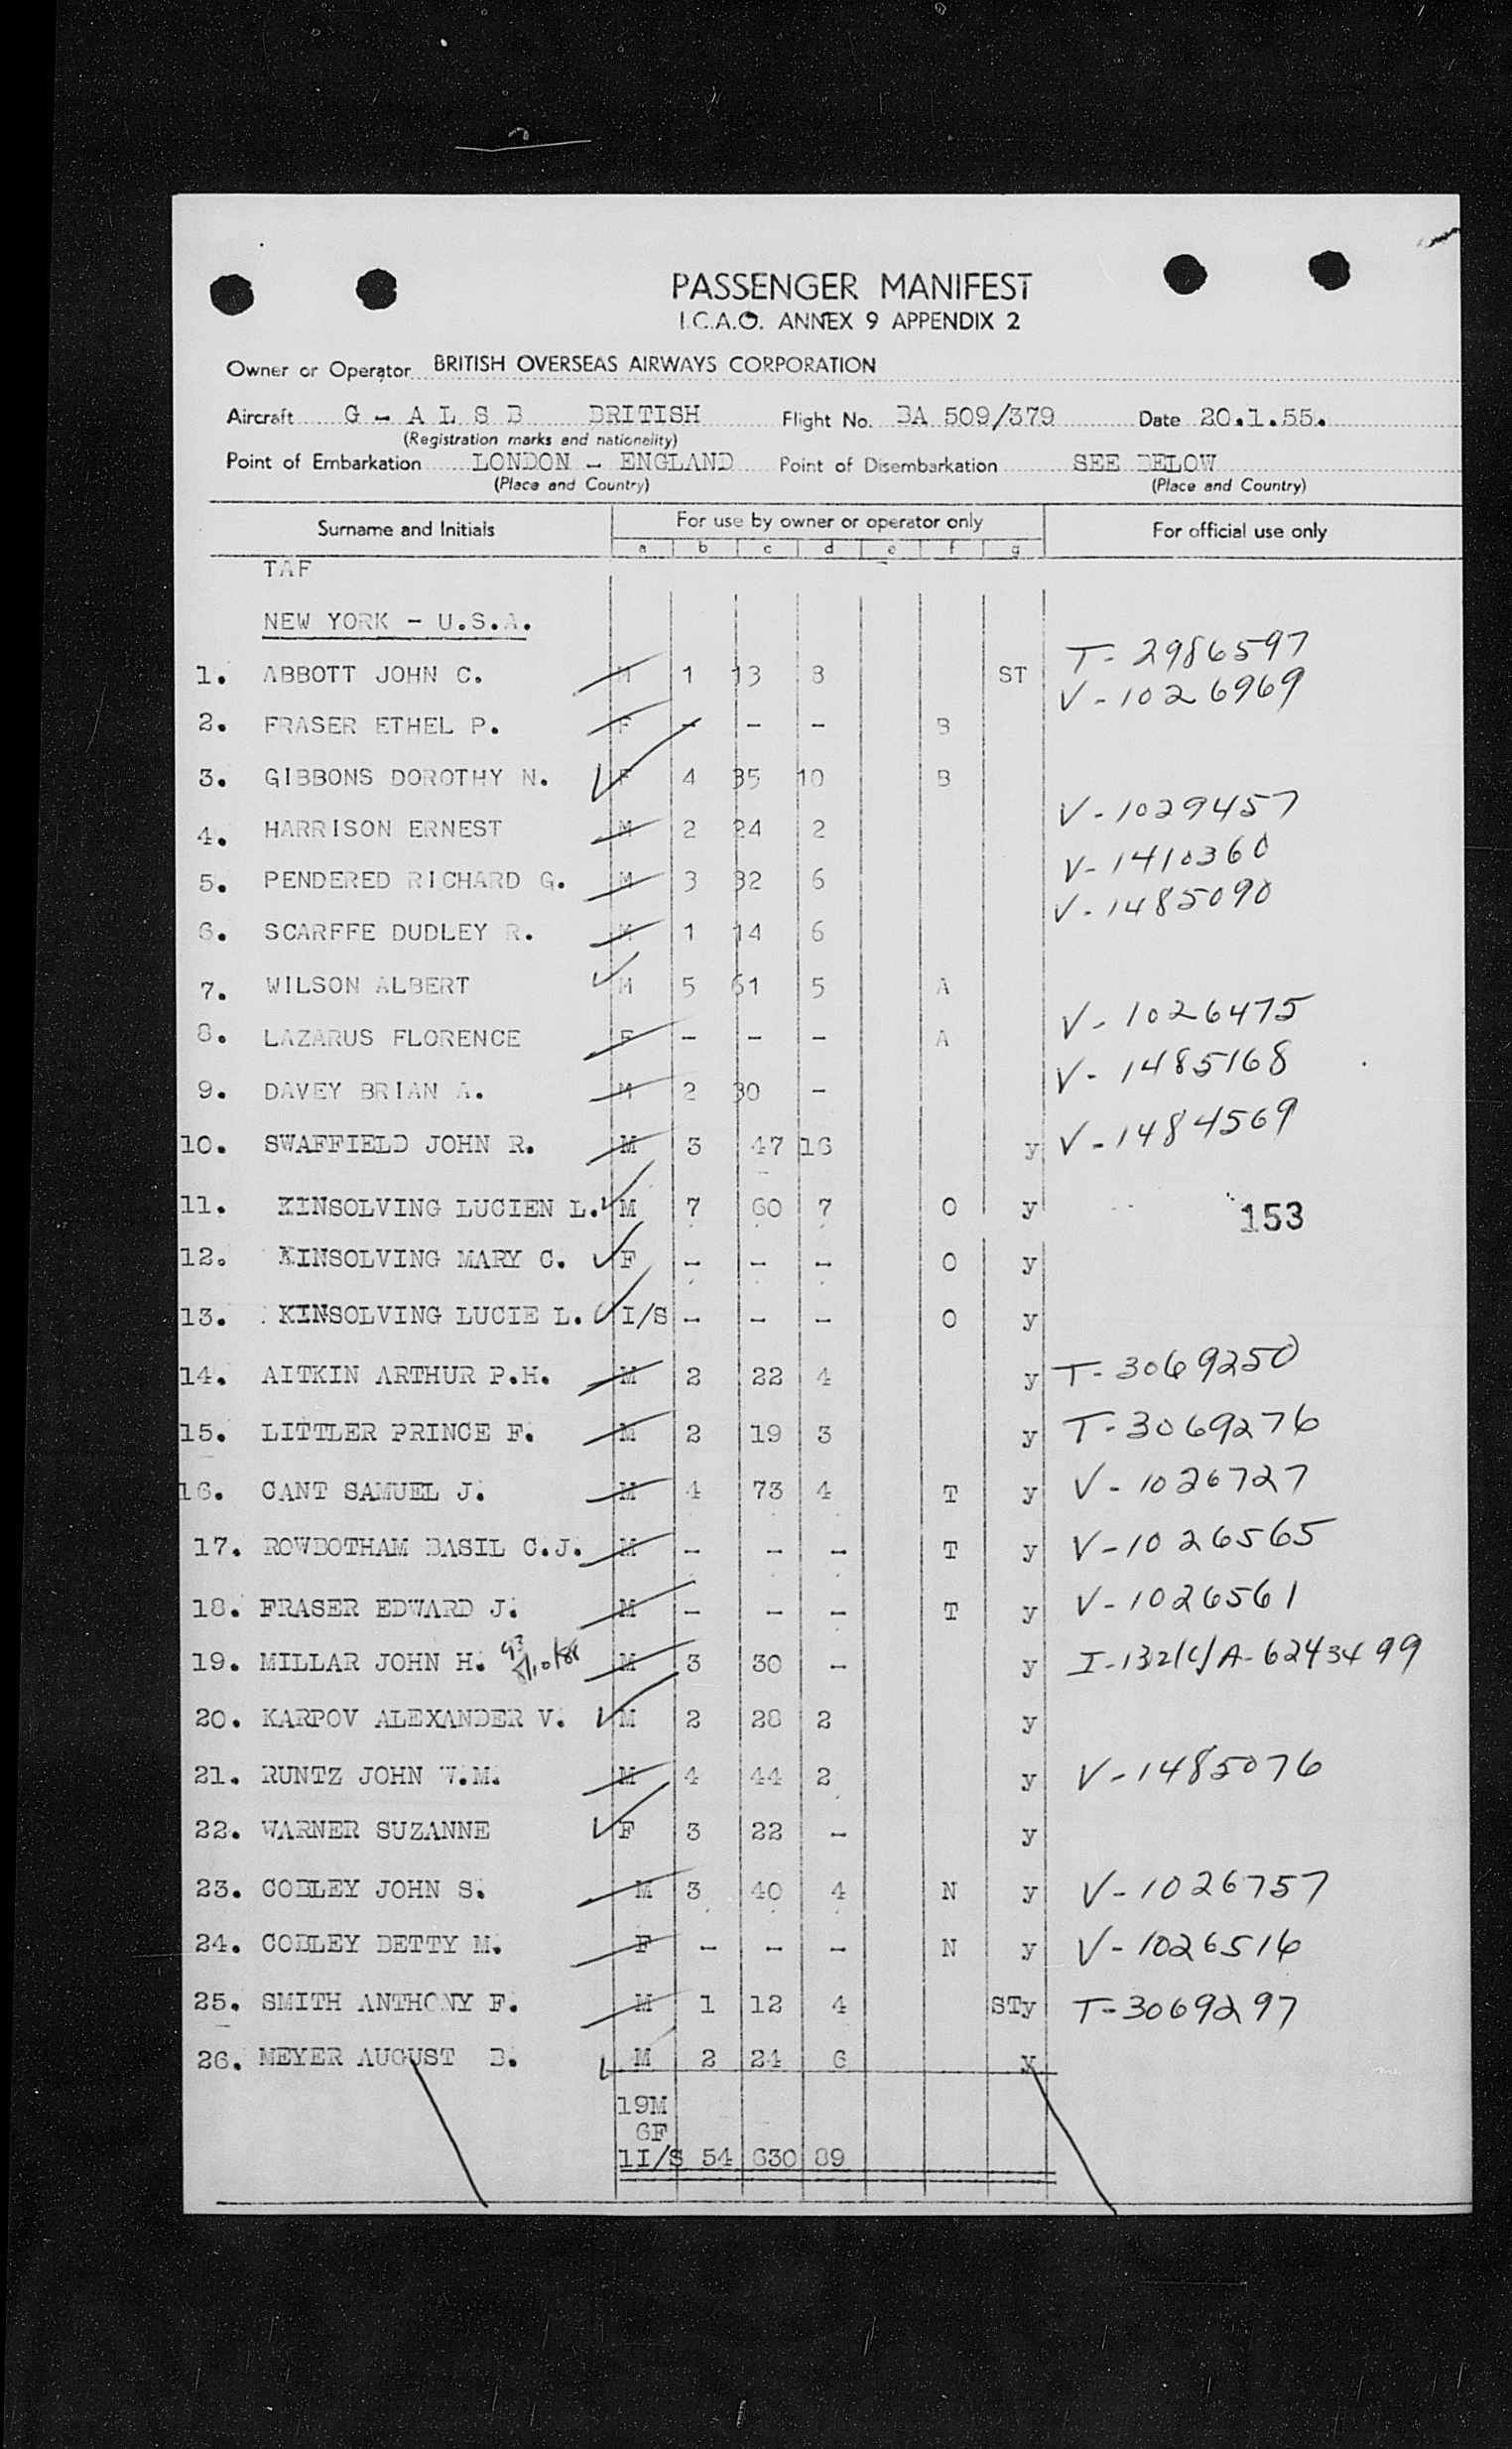 PASSENGER MANIFEST
I.C.A.O. ANNEX 9 APPENDIX 2
Owner or Operator BRITISH OVERSEAS AIRWAYS CORPORATION
Aircraft G - A L S B BRITISH Flight No. BA 509/379 Date 20.1.55.
(Registration marks and nationality)
Point of Embarkation LONDON - ENGLAND Point of Disembarkation SEE BELOW
(Place and Country) (Place and Country)
Surname and Initials For use by owner or operator only For official use only
a b c d e f g
TAF
NEW YORK - U.S.A.
T-2986597
1. ABBOTT JOHN C. M 1 13 8 ST
V-1026969
2. FRASER ETHEL P. F - - - B
3. GIBBONS DOROTHY N. F 4 35 10 B
V-1029457
4. HARRISON ERNEST M 2 24 2
V-1410360
5. PENDERED RICHARD G. M 3 32 6
V-1485090
6. SCARFFE DUDLEY R. M 1 14 6
7. WILSON ALBERT M 5 61 5 A
V-1026475
8. LAZARUS FLORENCE F - - - A
V-1485168
9. DAVEY BRIAN A. M 2 30 -
10. SWAFFIELD JOHN R. M 3 47 16 y V-1484569
11. KINSOLVING LUCIEN L. M 7 60 7 O y 153
12. KINSOLVING MARY C. F - - - O y
13. KINSOLVING LUCIE L. I/S - - - O y
14. AITKIN ARTHUR P.H. M 2 22 4 y T-3069250
15. LITTLER PRINCE F. M 2 19 3 y T-3069276
16. CANT SAMUEL J. M 4 73 4 T y V-1026727
17. ROWBOTHAM BASIL C.J. M - - - T y V-1026565
18. FRASER EDWARD J. M - - - T y V-1026561
19. MILLAR JOHN H. M 3 30 - y I-132(c)/A-6243499
20. KARPOV ALEXANDER V. M 2 28 2 y
21. RUNTZ JOHN W.M. M 4 44 2 y V-1485076
22. WARNER SUZANNE F 3 22 - y
23. COBLEY JOHN S. M 3 40 4 N y V-1026757
24. COBLEY BETTY M. F - - - N y V-1026516
25. SMITH ANTHONY F. M 1 12 4 STy T-3069297
26. MEYER AUGUST B. M 2 24 6 y
19M
6F
1I/S 54 630 89